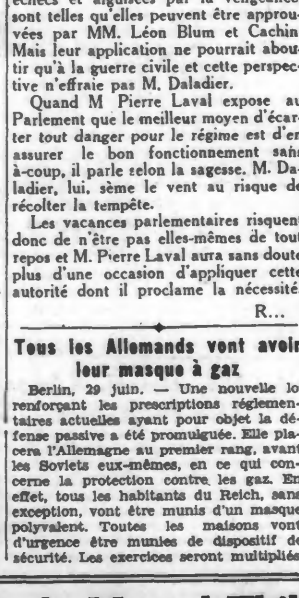 échecs et aiguisées par la vengeance
sont telles qu'elles peuvent être approu-
vées par MM. Léon Blum et Cachin
Mais leur application ne pourrait abou-
tir qu'à la guerre civile et cette perspec-
tive n'effraie pas M. Daladier.
Quand M Pierre Laval expose au
Parlement que le meilleur moyen d'écar-
ter tout danger pour le régime est d'en
assurer le bon fonctionnement sans
à-coup, il parle selon la sagesse. M. Da-
ladier, lui, sème le vent au risque de
récolter la tempête.
Les vacances parlementaires risquent
donc de n'être pas elles-mêmes de tout
repos et M. Pierre Laval aura sans doute
plus d'une occasion d'appliquer cette
autorité dont il proclame la nécessité
R...
Tous les Allemands vont avoir
leur masque à gaz
Berlin, 29 juin. — Une nouvelle lo
renforçant les prescriptions réglemen-
taires actuelles ayant pour objet la dé-
fense passive a été promulguée. Elle pla-
cera l'Allemagne au premier rang, avant
les Soviets eux-mêmes, en ce qui con-
cerne la protection contre les gaz. En
effet, tous les habitants du Reich, sans
exception, vont être munis d'un masque
polyvalent. Toutes les maisons vont
d'urgence être munies de dispositif de
sécurité. Les exercices seront multipliés